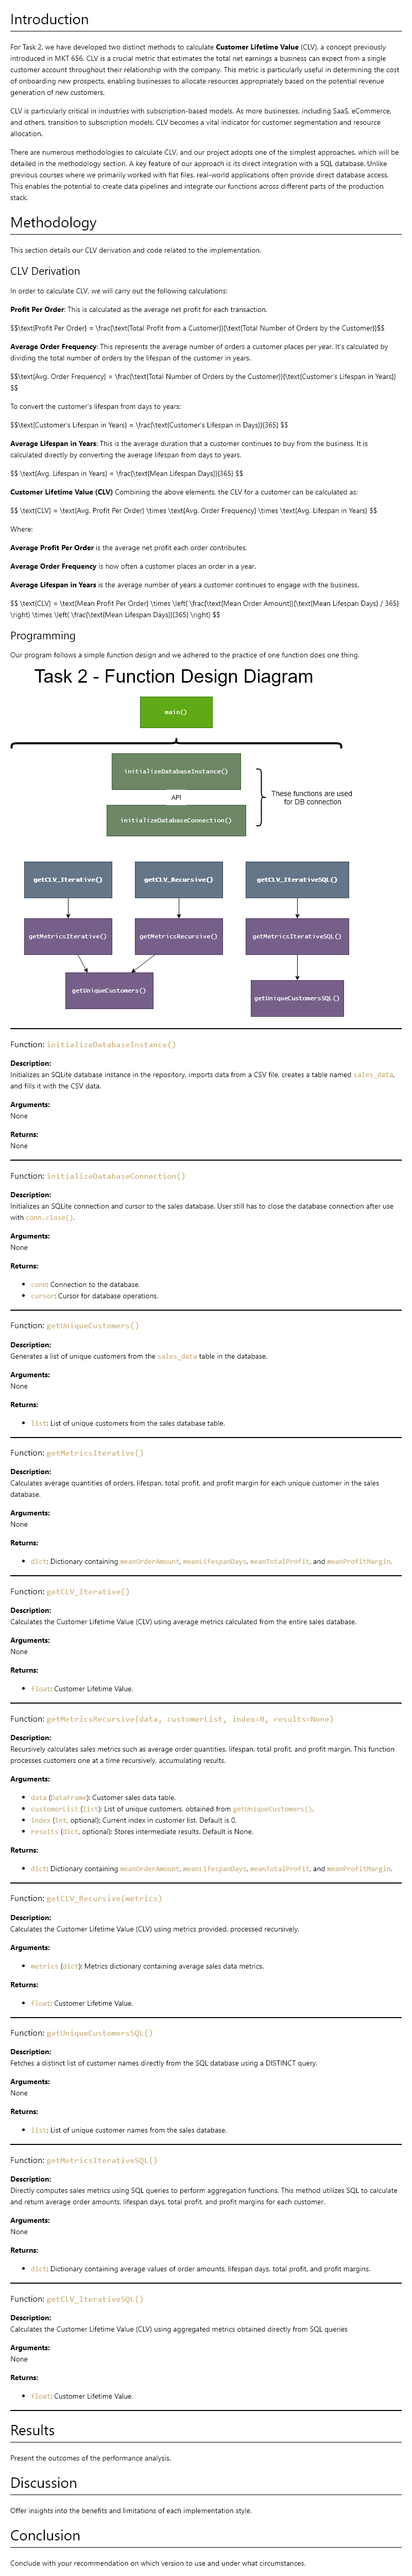 Introduction
For Task 2, we have developed two distinct methods to calculate Customer Lifetime Value (CLV), a concept previously
introduced in MKT 656. CLV is a crucial metric that estimates the total net earnings a business can expect from a single
customer account throughout their relationship with the company. This metric is particularly useful in determining the cost
of onboarding new prospects, enabling businesses to allocate resources appropriately based on the potential revenue
generation of new customers.
CLV is particularly critical in industries with subscription-based models. As more businesses, including SaaS, eCommerce,
and others, transition to subscription models, CLV becomes a vital indicator for customer segmentation and resource
allocation.
There are numerous methodologies to calculate CLV, and our project adopts one of the simplest approaches, which will be
detailed in the methodology section. A key feature of our approach is its direct integration with a SQL database. Unlike
previous courses where we primarily worked with flat files, real-world applications often provide direct database access.
This enables the potential to create data pipelines and integrate our functions across different parts of the production
stack.
Methodology
This section details our CLV derivation and code related to the implementation.
CLV Derivation
In order to calculate CLV, we will carry out the following calculations:
Profit Per Order: This is calculated as the average net profit for each transaction.
$$\text{Profit Per Order} = \frac{\text{Total Profit from a Customer}}{\text{Total Number of Orders by the Customer}}$$
Average Order Frequency: This represents the average number of orders a customer places per year. It's calculated by
dividing the total number of orders by the lifespan of the customer in years.
$$\text{Avg. Order Frequency} = \frac{\text{Total Number of Orders by the Customer}}{\text{Customer's Lifespan in Years}}
$$
To convert the customer's lifespan from days to years:
$$\text{Customer's Lifespan in Years} = \frac{\text{Customer's Lifespan in Days}}{365} $$
Average Lifespan in Years: This is the average duration that a customer continues to buy from the business. It is
calculated directly by converting the average lifespan from days to years.
$$ \text{Avg. Lifespan in Years} = \frac{\text{Mean Lifespan Days}}{365} $$
Customer Lifetime Value (CLV) Combining the above elements, the CLV for a customer can be calculated as:
$$ \text{CLV} = \text{Avg. Profit Per Order} \times \text{Avg. Order Frequency} \times \text{Avg. Lifespan in Years} $$
Where:
Average Profit Per Order is the average net profit each order contributes.
Average Order Frequency is how often a customer places an order in a year.
Average Lifespan in Years is the average number of years a customer continues to engage with the business.
$$ \text{CLV} = \text{Mean Profit Per Order} \times \left( \frac{\text{Mean Order Amount}}{\text{Mean Lifespan Days} / 365}
\right) \times \left( \frac{\text{Mean Lifespan Days}}{365} \right) $$
Programming
Our program follows a simple function design and we adhered to the practice of one function does one thing.
Task 2 - Function Design Diagram
main()
initializeDatabaseInstance()
API
initializeDatabaseConnection()
These functions are used
for DB connection
getCLV_Iterative()
getCLV_Recursive()
getCLV_IterativeSQL()
getMetricsIterative()
getMetricsRecursive()
getMetricsIterativeSQL()
getUniqueCustomers()
getUniqueCustomersSQL()
Function: initializeDatabaseInstance()
Description:
Initializes an SQLite database instance in the repository, imports data from a CSV file, creates a table named sales_data,
and fills it with the CSV data.
Arguments:
None
Returns:
None
Function: initializeDatabaseConnection()
Description:
Initializes an SQLite connection and cursor to the sales database. User still has to close the database connection after use
with conn.close().
Arguments:
None
Returns:
conn: Connection to the database.
cursor: Cursor for database operations.
Function: getUniqueCustomers()
Description:
Generates a list of unique customers from the sales_data table in the database.
Arguments:
None
Returns:
list: List of unique customers from the sales database table.
Function: getMetricsIterative()
Description:
Calculates average quantities of orders, lifespan, total profit, and profit margin for each unique customer in the sales
database.
Arguments:
None
Returns:
dict: Dictionary containing meanOrderAmount, meanLifespanDays, meanTotalProfit, and meanProfitMargin.
Function: getCLV_Iterative()
Description:
Calculates the Customer Lifetime Value (CLV) using average metrics calculated from the entire sales database.
Arguments:
None
Returns:
float: Customer Lifetime Value.
Function: getMetricsRecursive(data, customerList, index=0, results=None)
Description:
Recursively calculates sales metrics such as average order quantities, lifespan, total profit, and profit margin. This function
processes customers one at a time recursively, accumulating results.
Arguments:
data (DataFrame): Customer sales data table.
customerList (list): List of unique customers, obtained from getUniqueCustomers().
index (int, optional): Current index in customer list. Default is 0.
results (dict, optional): Stores intermediate results. Default is None.
Returns:
dict: Dictionary containing meanOrderAmount, meanLifespanDays, meanTotalProfit, and meanProfitMargin.
Function: getCLV_Recursive(metrics)
Description:
Calculates the Customer Lifetime Value (CLV) using metrics provided, processed recursively.
Arguments:
metrics (dict): Metrics dictionary containing average sales data metrics.
Returns:
float: Customer Lifetime Value.
Function: getUniqueCustomersSQL()
Description:
Fetches a distinct list of customer names directly from the SQL database using a DISTINCT query.
Arguments:
None
Returns:
list: List of unique customer names from the sales database.
Function: getMetricsIterativeSQL()
Description:
Directly computes sales metrics using SQL queries to perform aggregation functions. This method utilizes SQL to calculate
and return average order amounts, lifespan days, total profit, and profit margins for each customer.
Arguments:
None
Returns:
dict: Dictionary containing average values of order amounts, lifespan days, total profit, and profit margins.
Function: getCLV_IterativeSQL()
Description:
Calculates the Customer Lifetime Value (CLV) using aggregated metrics obtained directly from SQL queries
Arguments:
None
Returns:
float: Customer Lifetime Value.
Results
Present the outcomes of the performance analysis.
Discussion
Offer insights into the benefits and limitations of each implementation style.
Conclusion
Conclude with your recommendation on which version to use and under what circumstances.